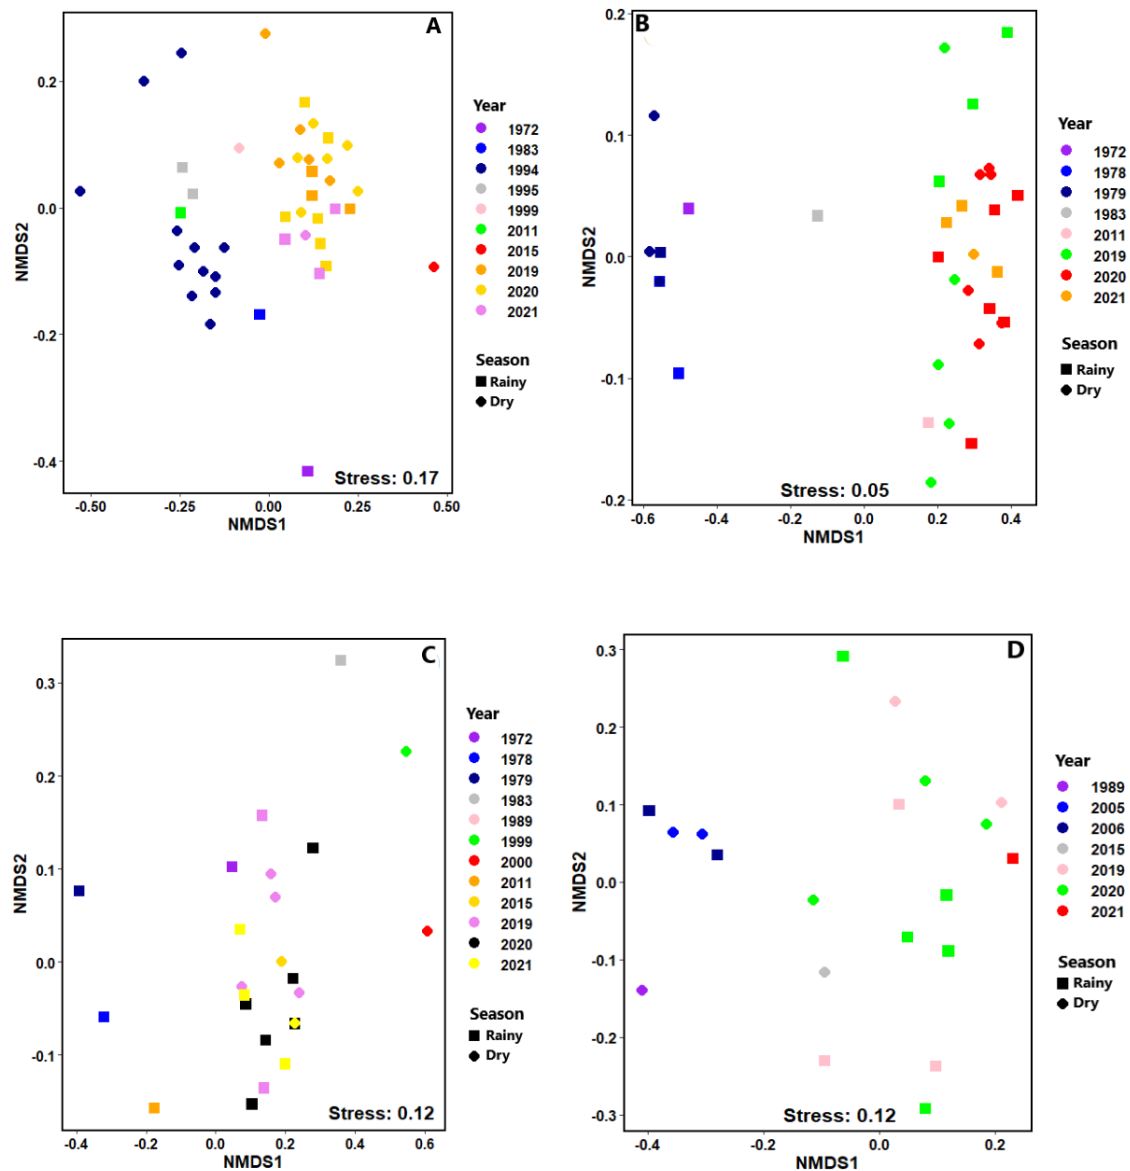 A
0.2
0.0
-0.2
-0.4
NMDS2
-0.50 -0.25 0.00 0.25 0.50
NMDS1
Stress: 0.17
Year
1972
1983
1994
1995
1999
2011
2015
2019
2020
2021
Season
Rainy
Dry
B
0.2
0.1
0.0
-0.1
-0.2
NMDS2
-0.6 -0.4 -0.2 0.0 0.2 0.4
NMDS1
Stress: 0.05
Year
1972
1978
1979
1983
2011
2019
2020
2021
Season
Rainy
Dry
C
0.3
0.2
0.1
0.0
-0.1
NMDS2
-0.4 -0.2 0.0 0.2 0.4 0.6
NMDS1
Stress: 0.12
Year
1972
1978
1979
1983
1989
1999
2000
2011
2015
2019
2020
2021
Season
Rainy
Dry
D
0.3
0.2
0.1
0.0
-0.1
-0.2
-0.3
NMDS2
-0.4 -0.2 0.0 0.2
NMDS1
Stress: 0.12
Year
1989
2005
2006
2015
2019
2020
2021
Season
Rainy
Dry